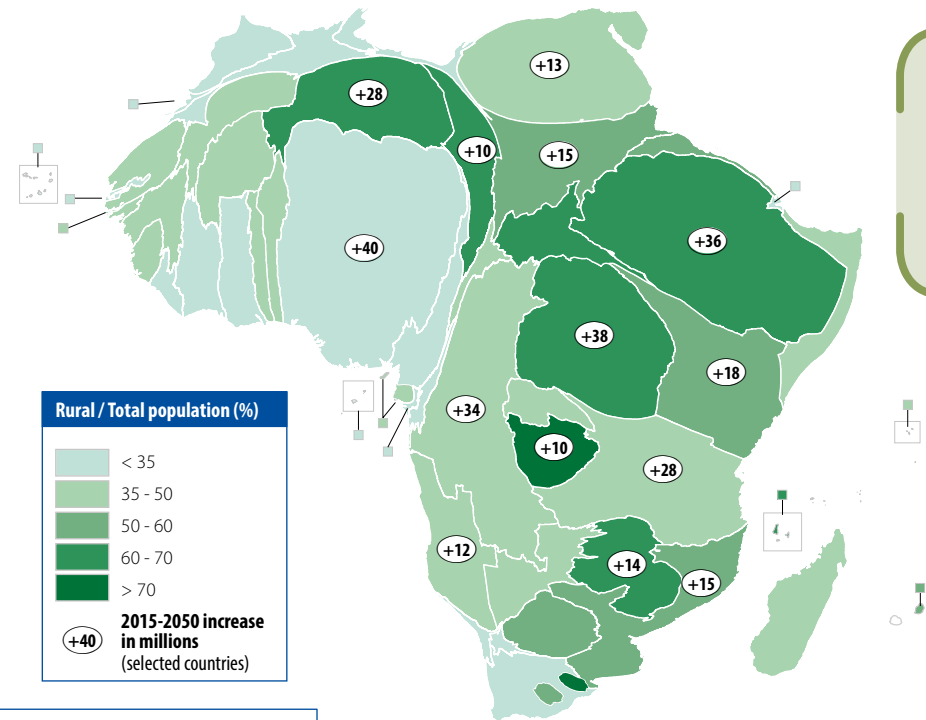 +13
+28
+10
+15
+40
+36
+38
+18
+34
+10
+28
+12
+14
+15
Rural / Total population (%)
< 35
35 - 50
50 - 60
60 - 70
> 70
+40
2015-2050 increase
in millions
(selected countries)